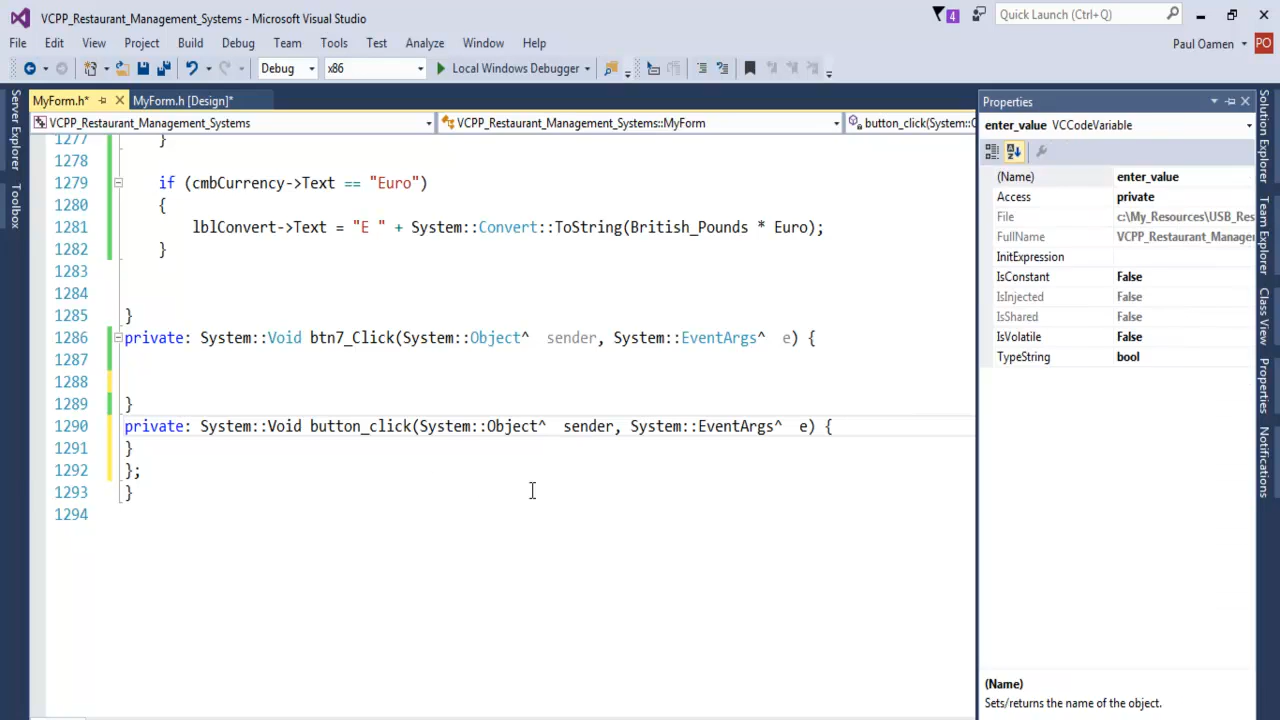 VCPP_Restaurant_Management_Systems - Microsoft Visual Studio
4
Quick Launch (Ctrl+Q)
File Edit View Project Build Debug Team Tools Test Analyze Window Help
Paul Oamen
PO
Debug x86 Local Windows Debugger
MyForm.h*
MyForm.h [Design]*
VCPP_Restaurant_Management_Systems
VCPP_Restaurant_Management_Systems::MyForm
button_click(System::O
Server Explorer
Toolbox
1277 }
1278
1279 if (cmbCurrency->Text == "Euro")
1280 {
1281 lblConvert->Text = "E " + System::Convert::ToString(British_Pounds * Euro);
1282 }
1283
1284
1285 }
1286 private: System::Void btn7_Click(System::Object^  sender, System::EventArgs^  e) {
1287
1288
1289 }
1290 private: System::Void button_click(System::Object^  sender, System::EventArgs^  e) {
1291 }
1292 };
1293 }
1294
Properties
enter_value VCCodeVariable
(Name) enter_value
Access private
File c:\My_Resources\USB_Res
FullName VCPP_Restaurant_Manager
InitExpression
IsConstant False
IsInjected False
IsShared False
IsVolatile False
TypeString bool
(Name)
Sets/returns the name of the object.
Solution Explorer
Team Explorer
Class View
Properties
Notifications